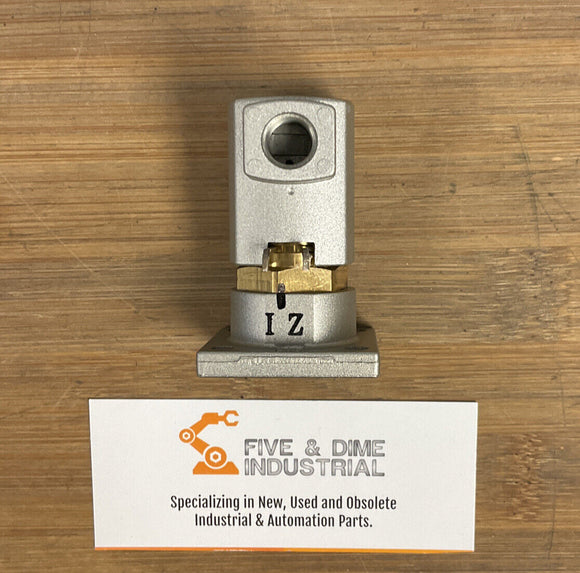 I Z
FIVE & DIME
INDUSTRIAL
Specializing in New, Used and Obsolete
Industrial & Automation Parts.